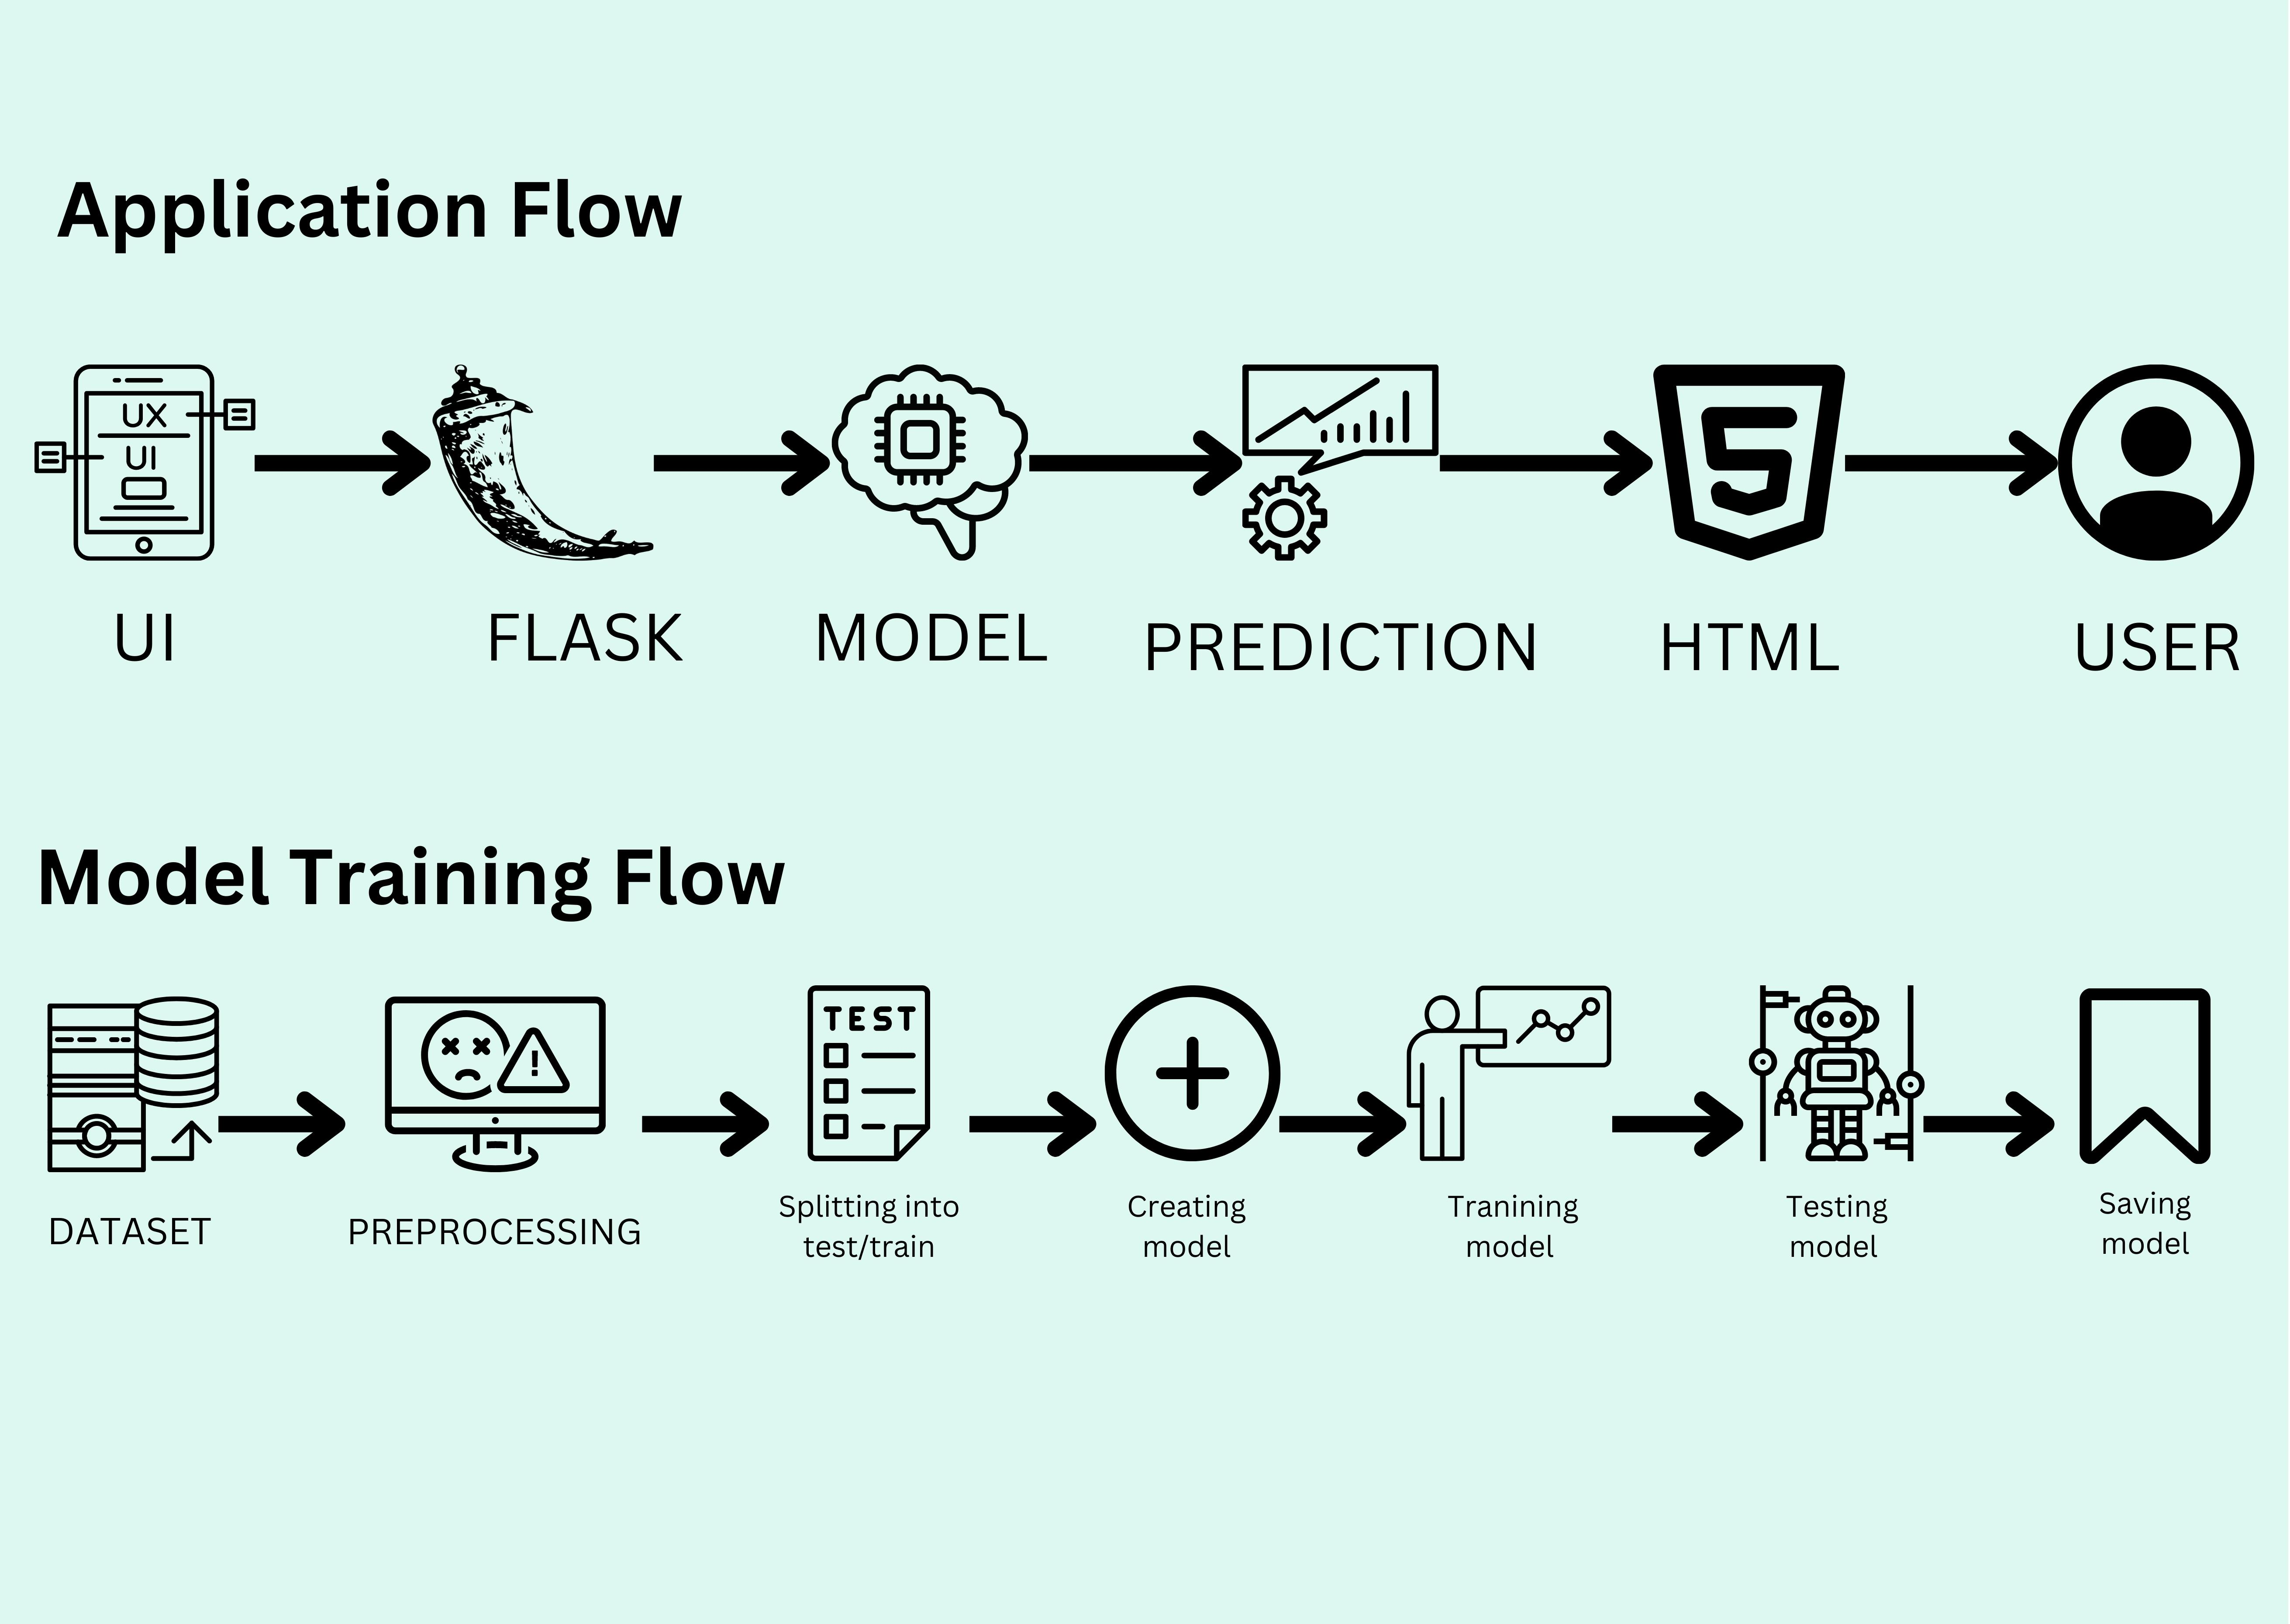 Application Flow
UX
UI
UI
FLASK
MODEL
PREDICTION
HTML
USER
Model Training Flow
TEST
DATASET
PREPROCESSING
Splitting into
test/train
Creating
model
Tranining
model
Testing
model
Saving
model